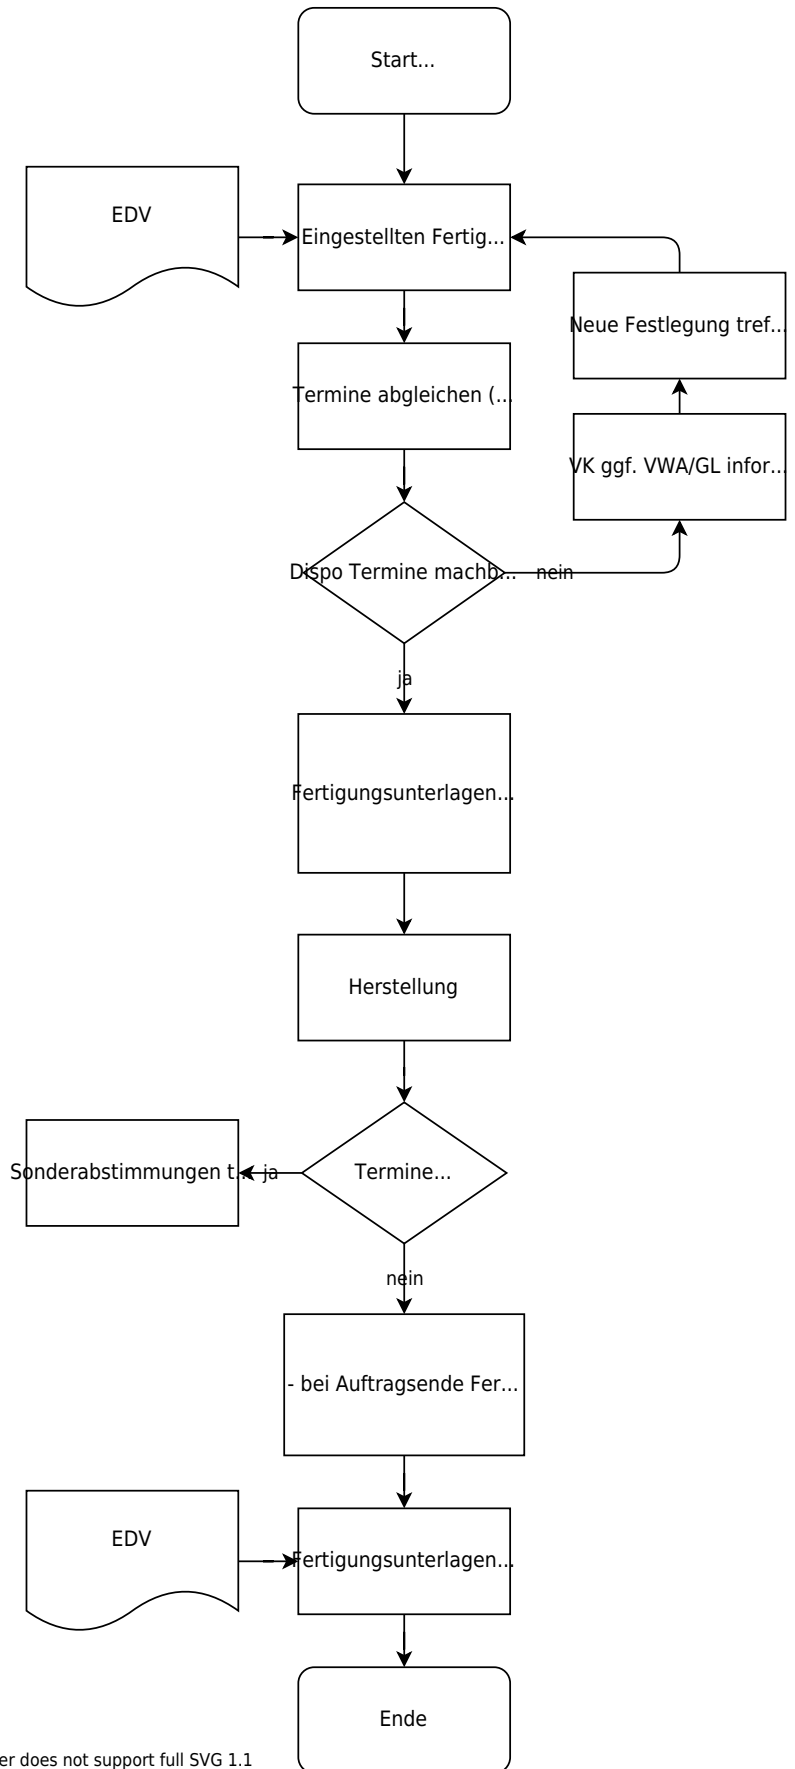 Start...
EDV
Eingestellten Fertig...
Neue Festlegung tref...
Termine abgleichen (...
VK ggf. VWA/GL infor...
Dispo Termine machb...
nein
ja
Fertigungsunterlagen...
Herstellung
Sonderabstimmungen t...
ja
Termine...
nein
- bei Auftragsende Fer...
EDV
Fertigungsunterlagen...
Ende
er does not support full SVG 1.1